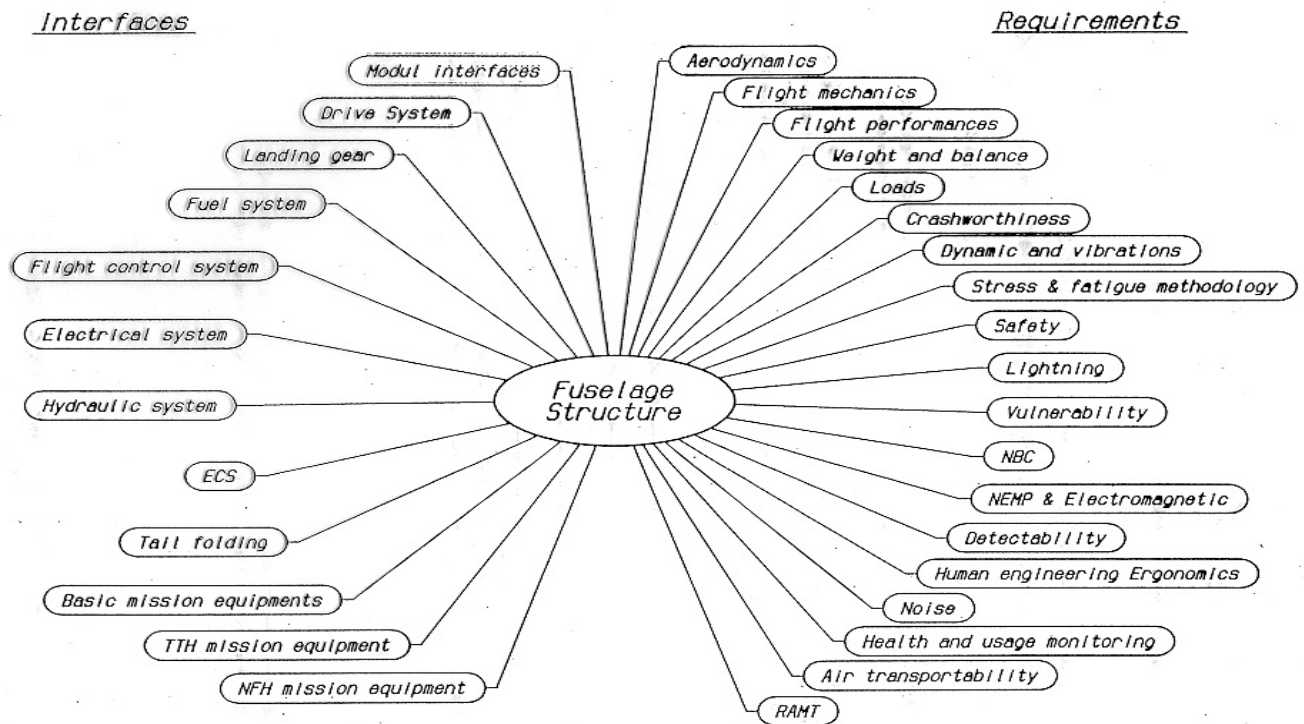 Interfaces
Requirements
Modul interfaces
Drive System
Landing gear
Fuel system
Flight control system
Electrical system
Hydraulic system
ECS
Tail folding
Basic mission equipments
TTH mission equipment
NFH mission equipment
Fuselage
Structure
Aerodynamics
Flight mechanics
Flight performances
Weight and balance
Loads
Crashworthiness
Dynamic and vibrations
Stress & fatigue methodology
Safety
Lightning
Vulnerability
NBC
NEMP & Electromagnetic
Detectability
Human engineering Ergonomics
Noise
Health and usage monitoring
Air transportability
RAMT